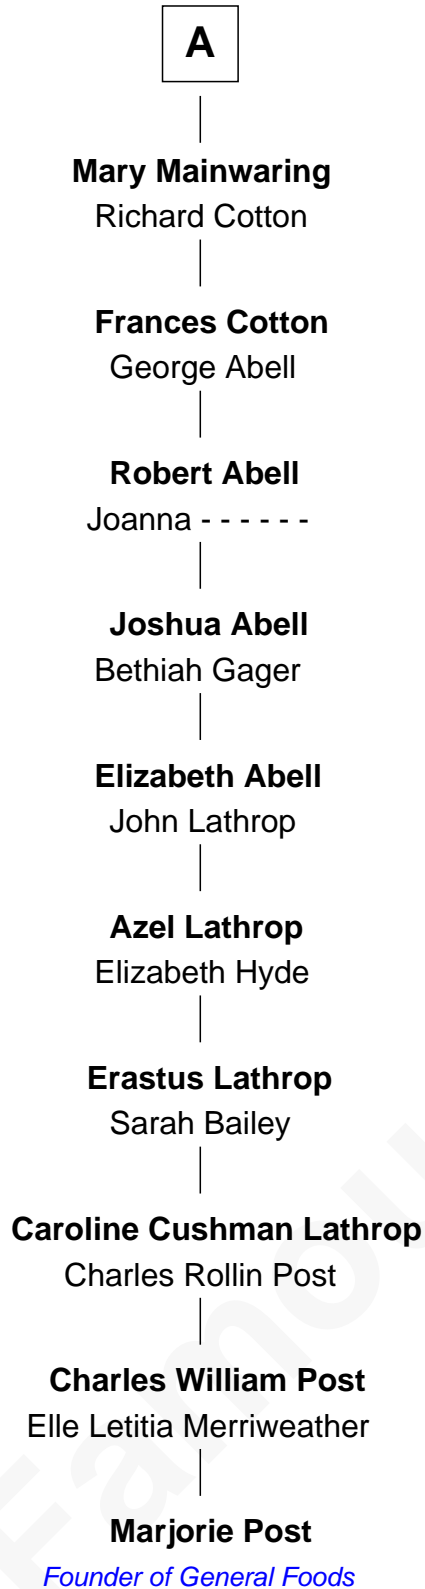 A
Mary Mainwaring
Richard Cotton
Frances Cotton
George Abell
Robert Abell
Joanna - - - - - -
Joshua Abell
Bethiah Gager
Elizabeth Abell
John Lathrop
Azel Lathrop
Elizabeth Hyde
Erastus Lathrop
Sarah Bailey
Caroline Cushman Lathrop
Charles Rollin Post
Charles William Post
Elle Letitia Merriweather
Marjorie Post
Founder of General Foods